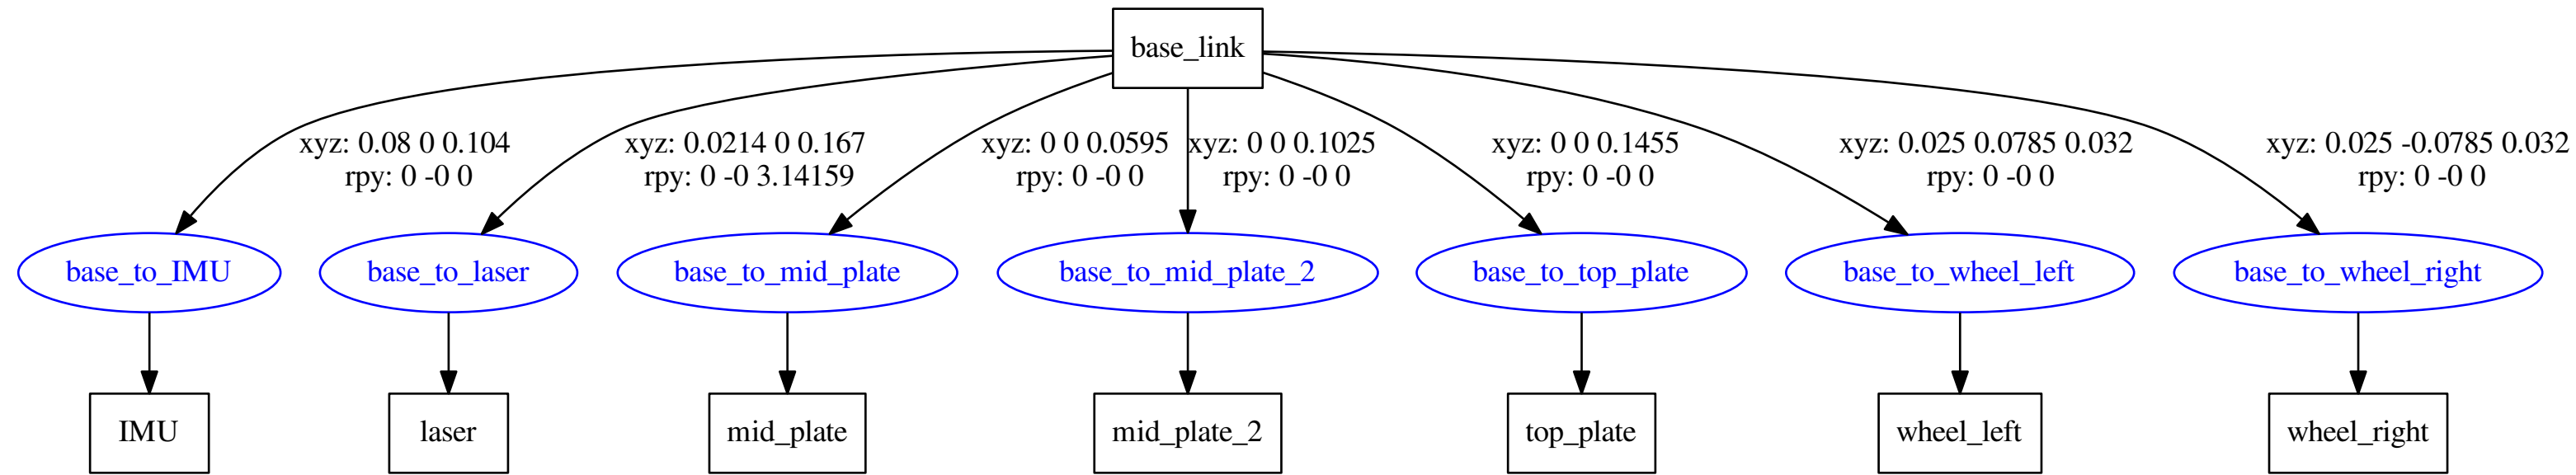 base_link
xyz: 0.08 0 0.104
rpy: 0 -0 0
xyz: 0.0214 0 0.167
rpy: 0 -0 3.14159
xyz: 0 0 0.0595
rpy: 0 -0 0
xyz: 0 0 0.1025
rpy: 0 -0 0
xyz: 0 0 0.1455
rpy: 0 -0 0
xyz: 0.025 0.0785 0.032
rpy: 0 -0 0
xyz: 0.025 -0.0785 0.032
rpy: 0 -0 0
base_to_IMU
base_to_laser
base_to_mid_plate
base_to_mid_plate_2
base_to_top_plate
base_to_wheel_left
base_to_wheel_right
IMU
laser
mid_plate
mid_plate_2
top_plate
wheel_left
wheel_right